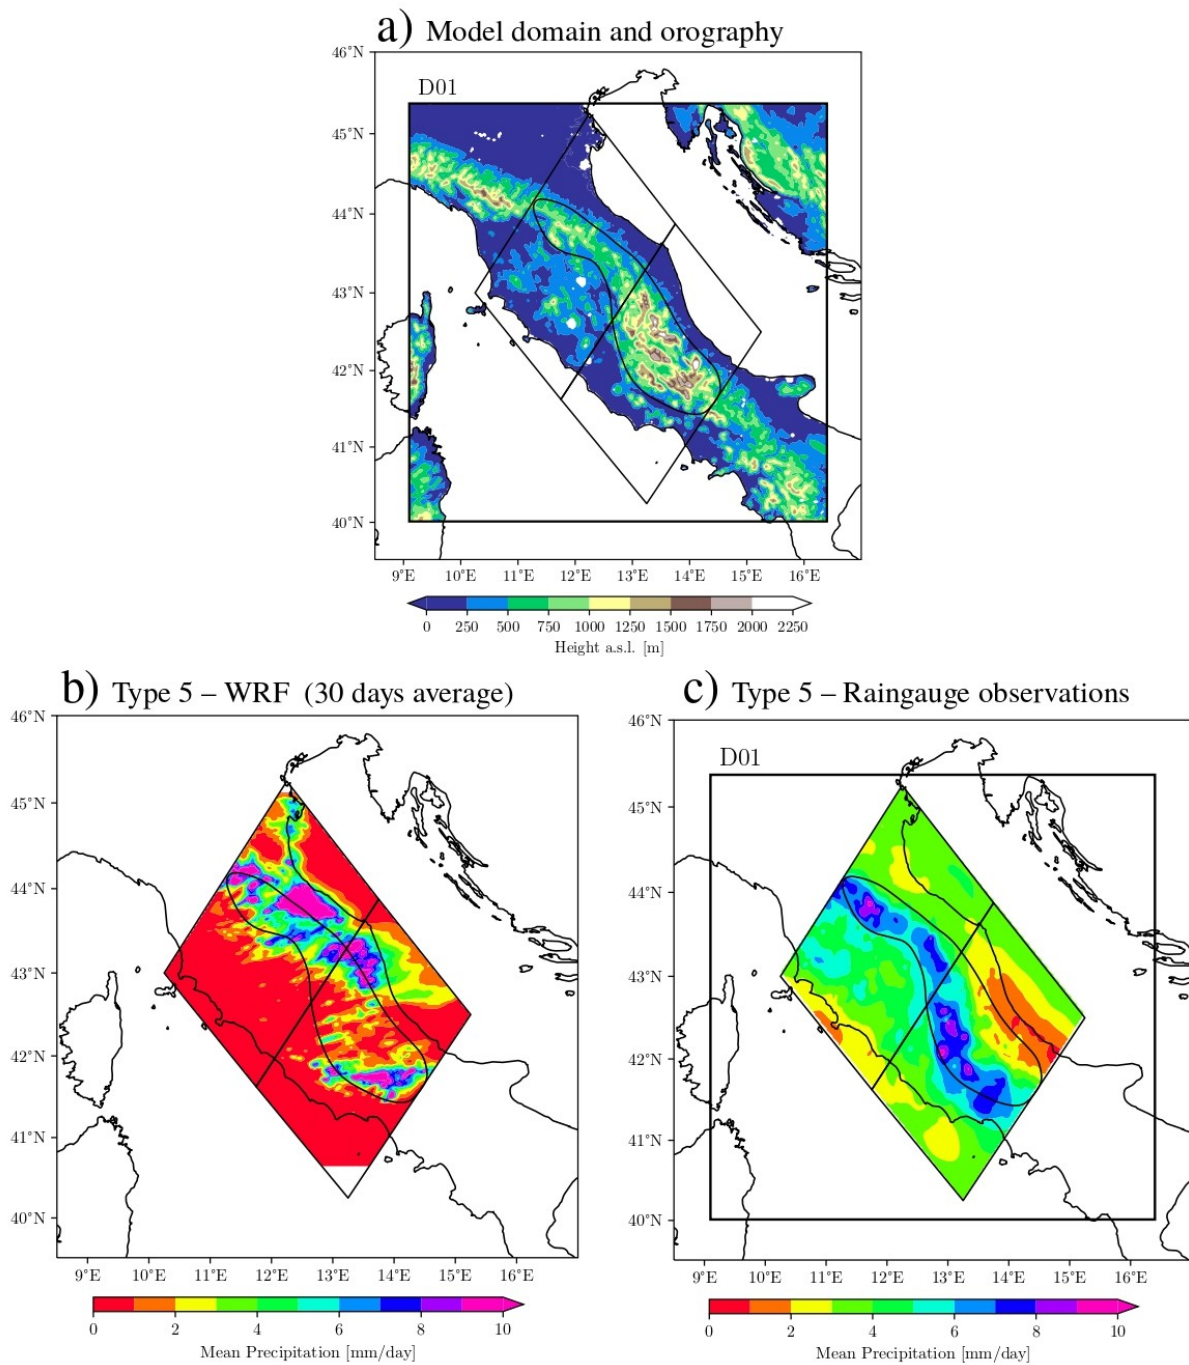 a) Model domain and orography
46°N
D01
45°N
44°N
43°N
42°N
41°N
40°N
9°E 10°E 11°E 12°E 13°E 14°E 15°E 16°E
0 250 500 750 1000 1250 1500 1750 2000 2250
Height a.s.l. [m]
b) Type 5 – WRF (30 days average)
46°N
45°N
44°N
43°N
42°N
41°N
40°N
9°E 10°E 11°E 12°E 13°E 14°E 15°E 16°E
0 2 4 6 8 10
Mean Precipitation [mm/day]
c) Type 5 – Raingauge observations
46°N
D01
45°N
44°N
43°N
42°N
41°N
40°N
9°E 10°E 11°E 12°E 13°E 14°E 15°E 16°E
0 2 4 6 8 10
Mean Precipitation [mm/day]